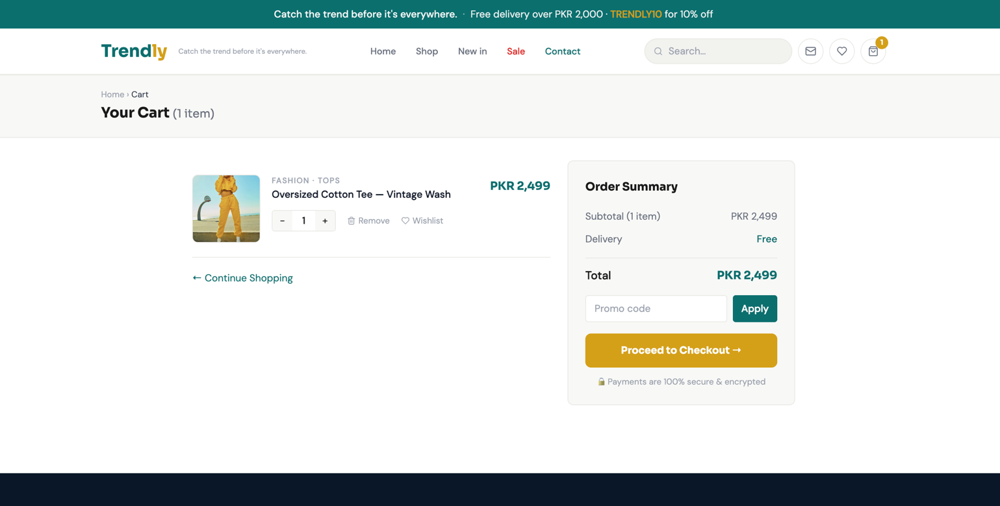 Catch the trend before it's everywhere. · Free delivery over PKR 2,000 · TRENDLY10 for 10% off
Trendly Catch the trend before it's everywhere. Home Shop New in Sale Contact Search... 1
Home › Cart
Your Cart (1 item)
FASHION · TOPS
Oversized Cotton Tee — Vintage Wash
PKR 2,499
- 1 + Remove Wishlist
← Continue Shopping
Order Summary
Subtotal (1 item) PKR 2,499
Delivery Free
Total PKR 2,499
Promo code Apply
Proceed to Checkout →
🔒 Payments are 100% secure & encrypted